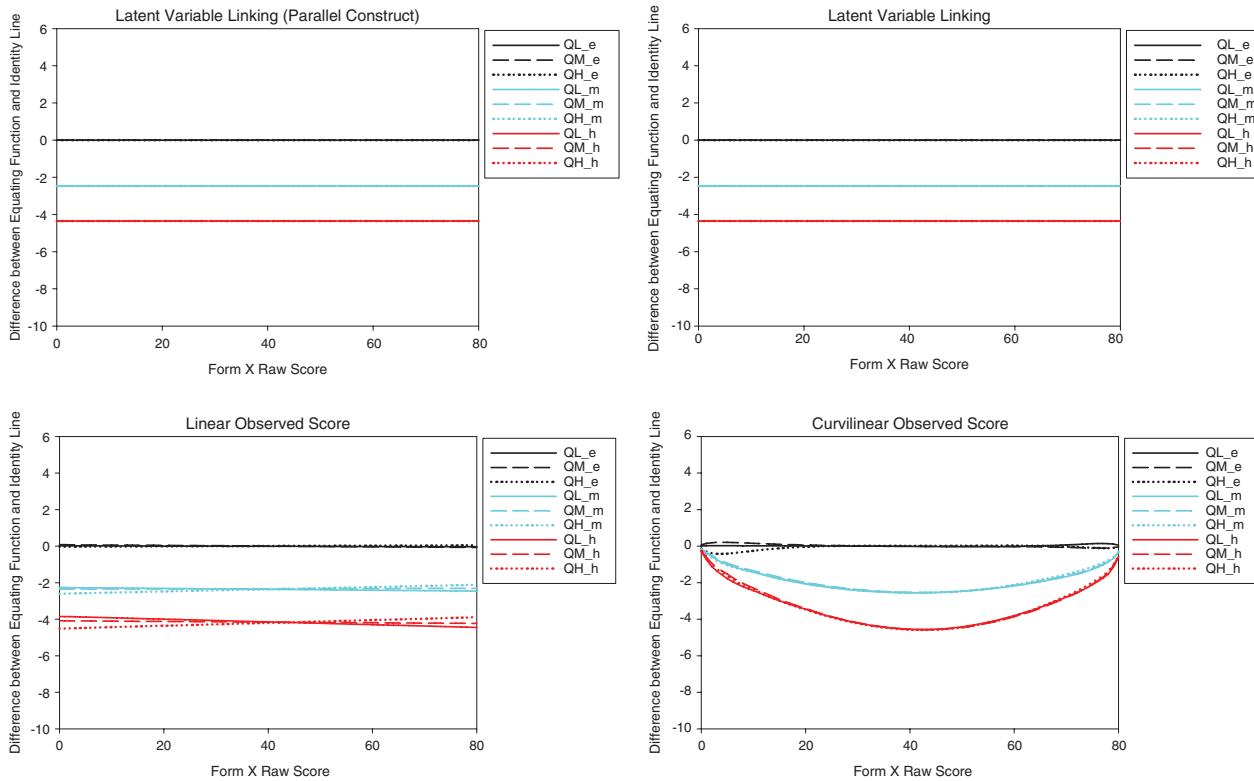 Latent Variable Linking (Parallel Construct)
Difference between Equating Function and Identity Line
6
4
2
0
-2
-4
-6
-8
-10
0
20
40
60
80
Form X Raw Score
QL_e
QM_e
QH_e
QL_m
QM_m
QH_m
QL_h
QM_h
QH_h
Latent Variable Linking
Difference between Equating Function and Identity Line
6
4
2
0
-2
-4
-6
-8
-10
0
20
40
60
80
Form X Raw Score
QL_e
QM_e
QH_e
QL_m
QM_m
QH_m
QL_h
QM_h
QH_h
Linear Observed Score
Difference between Equating Function and Identity Line
6
4
2
0
-2
-4
-6
-8
-10
0
20
40
60
80
Form X Raw Score
QL_e
QM_e
QH_e
QL_m
QM_m
QH_m
QL_h
QM_h
QH_h
Curvilinear Observed Score
Difference between Equating Function and Identity Line
6
4
2
0
-2
-4
-6
-8
-10
0
20
40
60
80
Form X Raw Score
QL_e
QM_e
QH_e
QL_m
QM_m
QH_m
QL_h
QM_h
QH_h